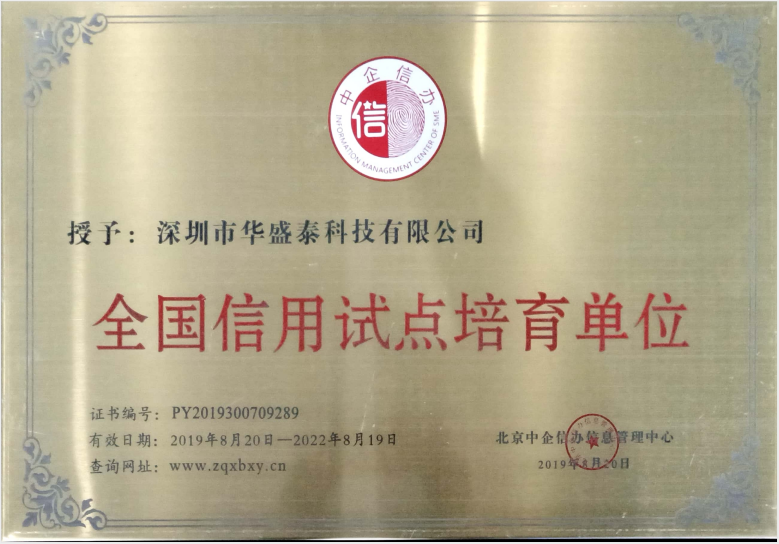 中企信办
信
INFORMATION MANAGEMENT CENTER OF SME
授予：深圳市华盛泰科技有限公司
全国信用试点培育单位
证书编号：PY2019300709289
有效日期：2019年8月20日—2022年8月19日
查询网址：www.zqxbxy.cn
北京中企信办信息管理中心
2019年8月20日